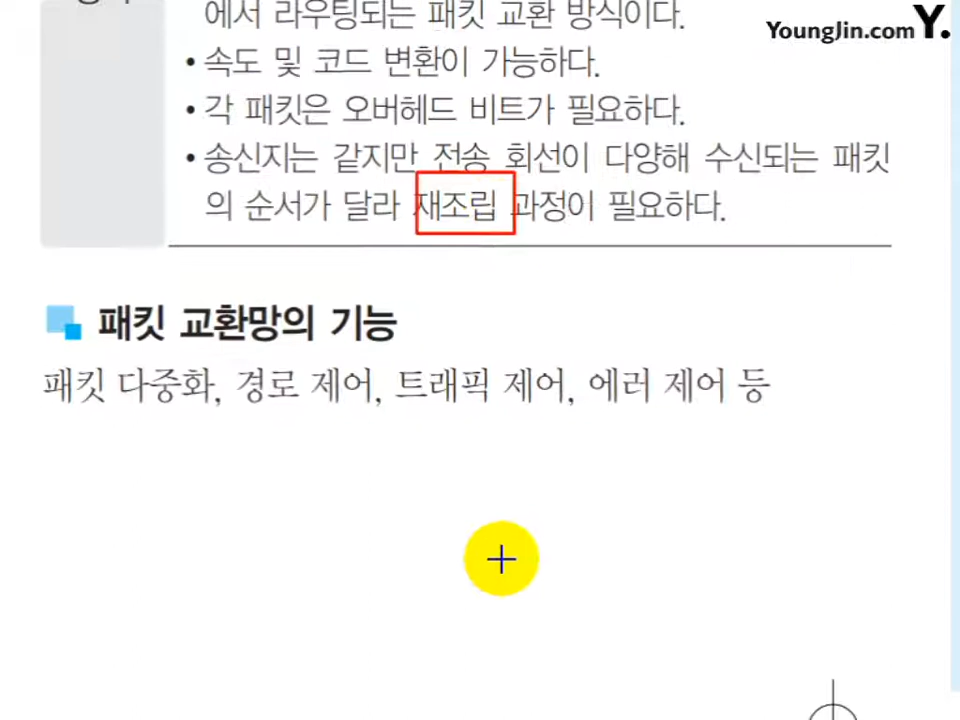 에서 라우팅되는 패킷 교환 방식이다.
YoungJin.com Y.
• 속도 및 코드 변환이 가능하다.
• 각 패킷은 오버헤드 비트가 필요하다.
• 송신지는 같지만 전송 회선이 다양해 수신되는 패킷
의 순서가 달라 재조립 과정이 필요하다.
패킷 교환망의 기능
패킷 다중화, 경로 제어, 트래픽 제어, 에러 제어 등